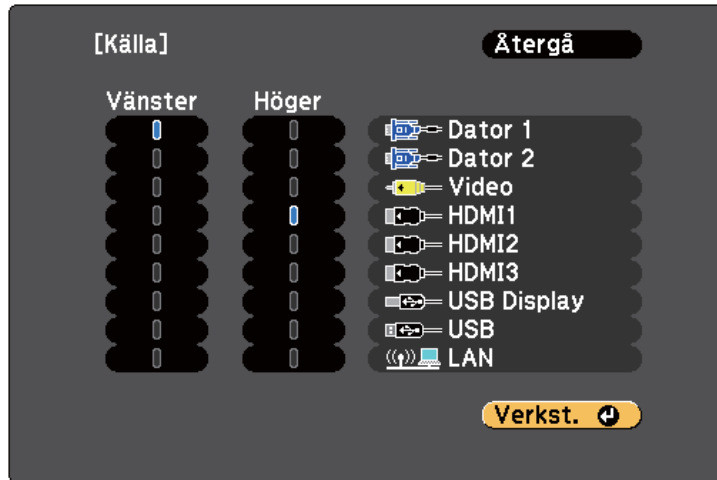 [Källa] Återgå
Vänster Höger
Dator 1
Dator 2
Video
HDMI1
HDMI2
HDMI3
USB Display
USB
LAN
Verkst.